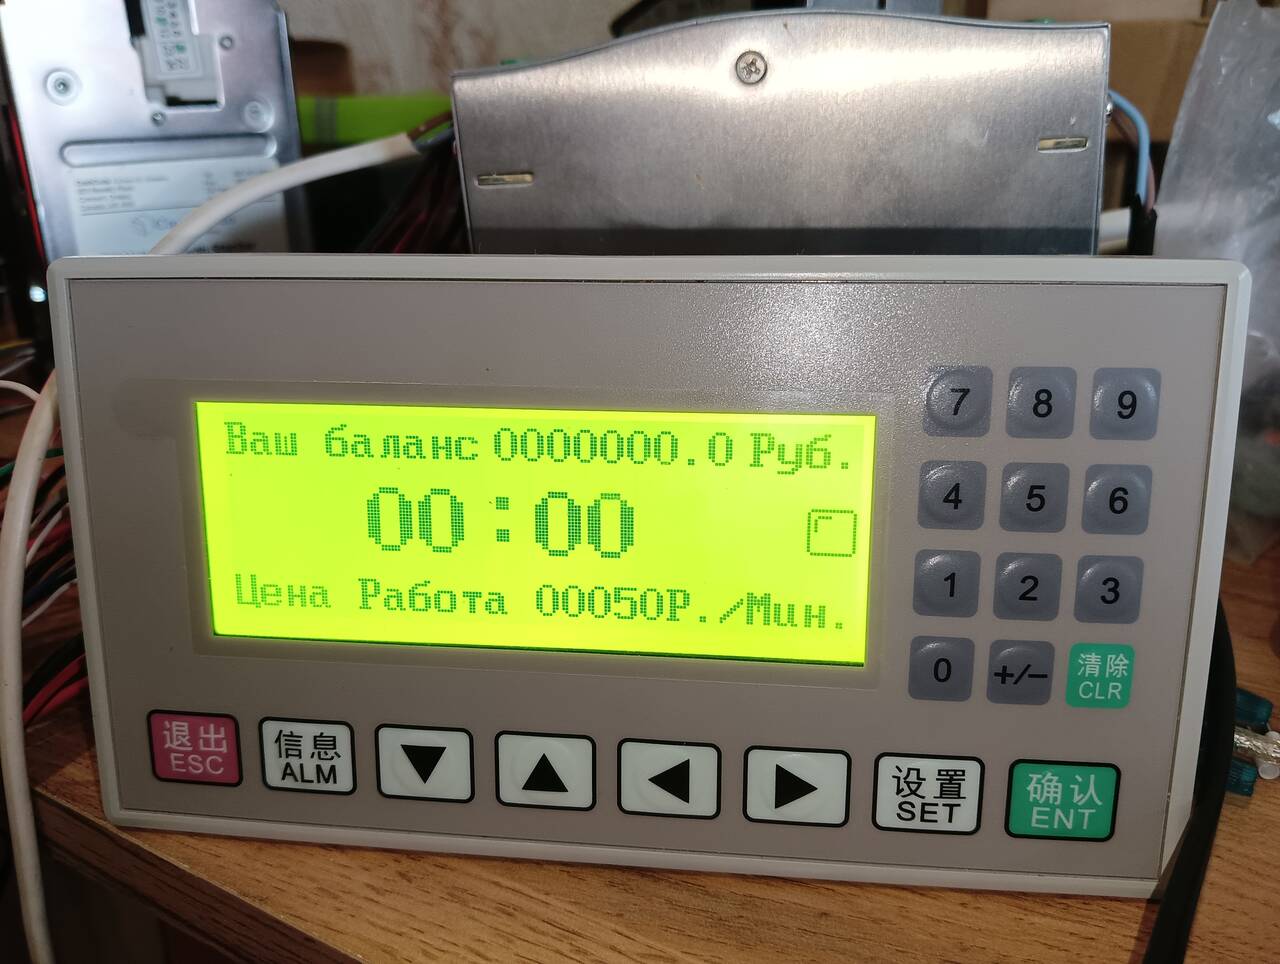 Ваш баланс 0000000.0 Руб.
00:00
Цена Работа 00050Р./Мин.
7 8 9
4 5 6
1 2 3
0 +/− 清除 CLR
退出 ESC
信息 ALM
▼ ▲ ◀ ▶
设置 SET
确认 ENT